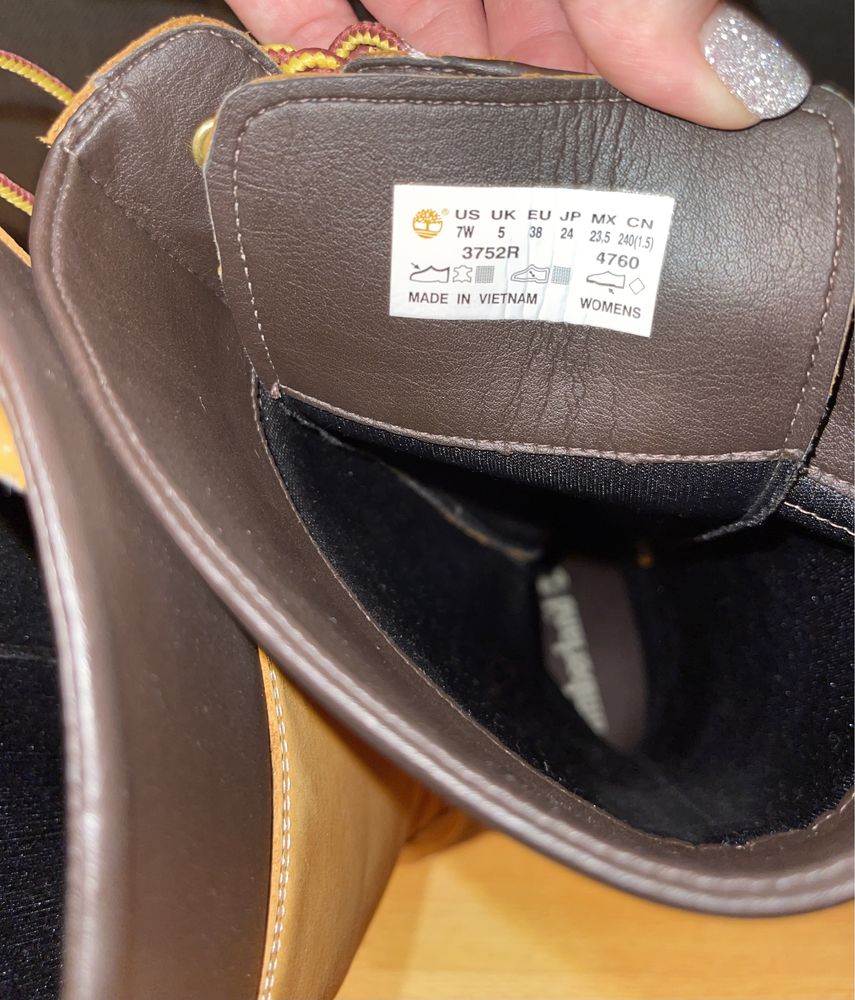 US UK EU JP MX CN
7W 5 38 24 23,5 240(1.5)
3752R 4760
MADE IN VIETNAM WOMENS